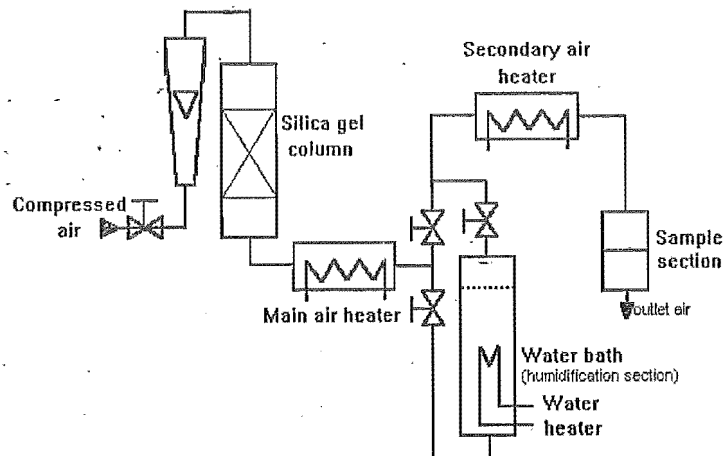 Secondary air
heater
Silica gel
column
Compressed
air
Sample
section
outlet air
Main air heater
Water bath
(humidification section)
Water
heater